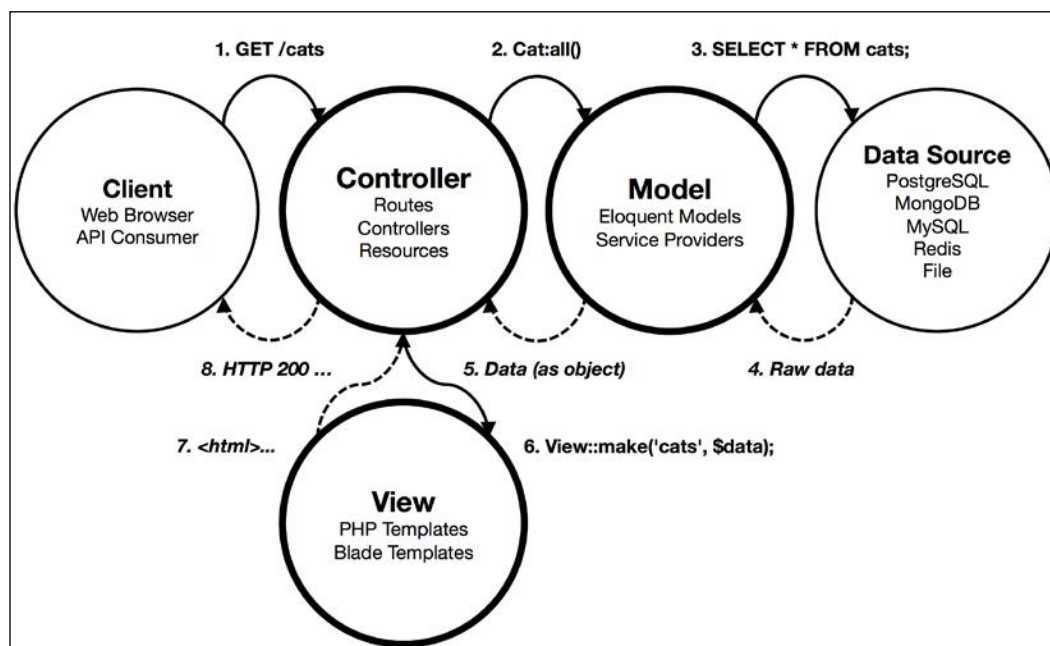 1. GET /cats
2. Cat:all()
3. SELECT * FROM cats;
Client
Web Browser
API Consumer
Controller
Routes
Controllers
Resources
Model
Eloquent Models
Service Providers
Data Source
PostgreSQL
MongoDB
MySQL
Redis
File
8. HTTP 200 ...
5. Data (as object)
4. Raw data
7. <html>...
6. View::make('cats', $data);
View
PHP Templates
Blade Templates